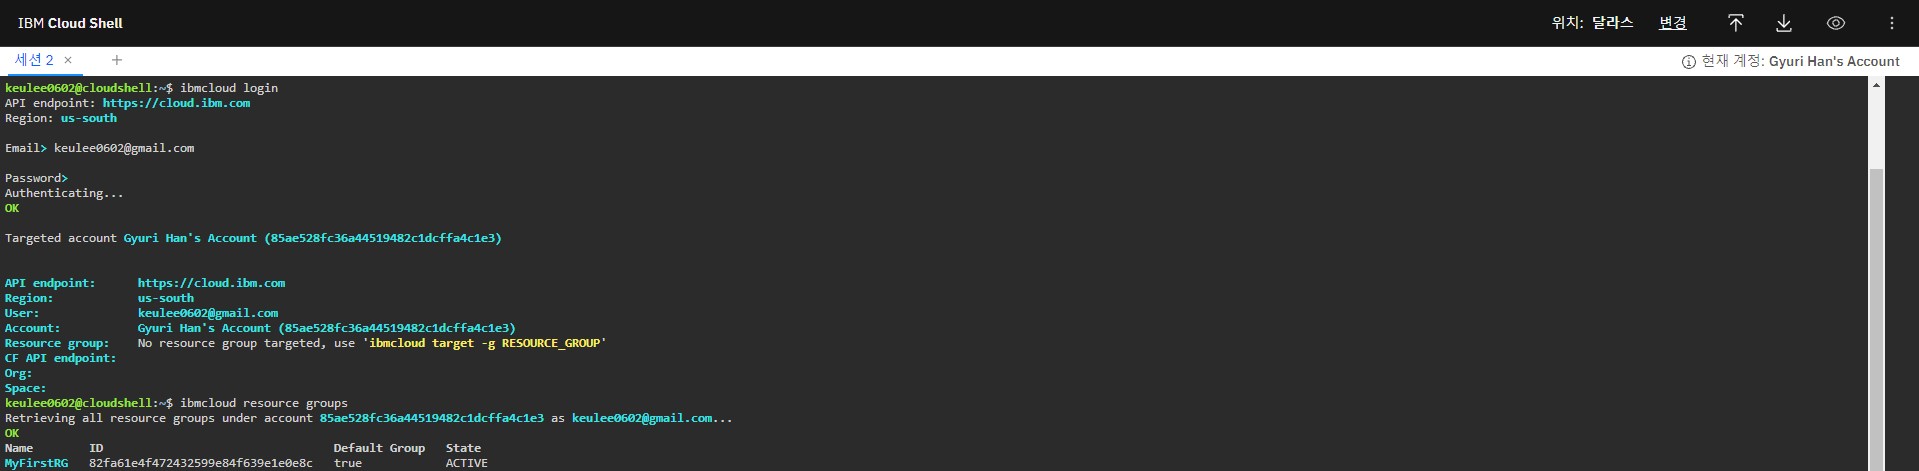 IBM Cloud Shell
위치: 달라스 변경
세션 2 × +
현재 계정: Gyuri Han's Account
keulee0602@cloudshell:~$ ibmcloud login
API endpoint: https://cloud.ibm.com
Region: us-south
Email> keulee0602@gmail.com
Password>
Authenticating...
OK
Targeted account Gyuri Han's Account (85ae528fc36a44519482c1dcffa4c1e3)
API endpoint: https://cloud.ibm.com
Region: us-south
User: keulee0602@gmail.com
Account: Gyuri Han's Account (85ae528fc36a44519482c1dcffa4c1e3)
Resource group: No resource group targeted, use 'ibmcloud target -g RESOURCE_GROUP'
CF API endpoint:
Org:
Space:
keulee0602@cloudshell:~$ ibmcloud resource groups
Retrieving all resource groups under account 85ae528fc36a44519482c1dcffa4c1e3 as keulee0602@gmail.com...
OK
Name ID Default Group State
MyFirstRG 82fa61e4f472432599e84f639e1e0e8c true ACTIVE